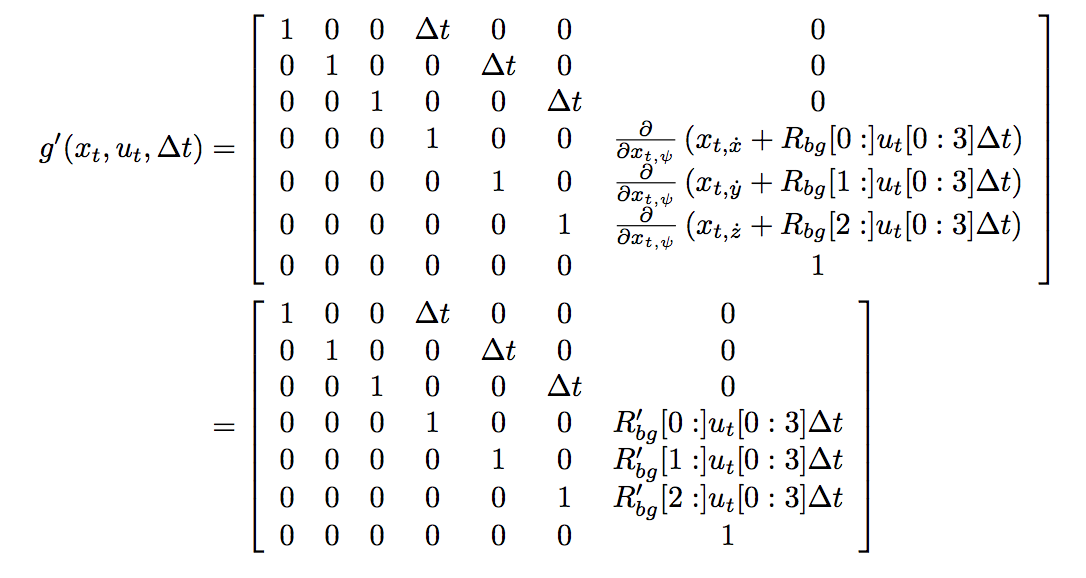 1 0 0 Δt 0 0 0
0 1 0 0 Δt 0 0
0 0 1 0 0 Δt 0
g′(x_t, u_t, Δt) = 0 0 0 1 0 0 ∂/∂x_{t,ψ} (x_{t,ẋ} + R_{bg}[0 :]u_t[0 : 3]Δt)
0 0 0 0 1 0 ∂/∂x_{t,ψ} (x_{t,ẏ} + R_{bg}[1 :]u_t[0 : 3]Δt)
0 0 0 0 0 1 ∂/∂x_{t,ψ} (x_{t,ż} + R_{bg}[2 :]u_t[0 : 3]Δt)
0 0 0 0 0 0 1
1 0 0 Δt 0 0 0
0 1 0 0 Δt 0 0
0 0 1 0 0 Δt 0
= 0 0 0 1 0 0 R′_{bg}[0 :]u_t[0 : 3]Δt
0 0 0 0 1 0 R′_{bg}[1 :]u_t[0 : 3]Δt
0 0 0 0 0 1 R′_{bg}[2 :]u_t[0 : 3]Δt
0 0 0 0 0 0 1